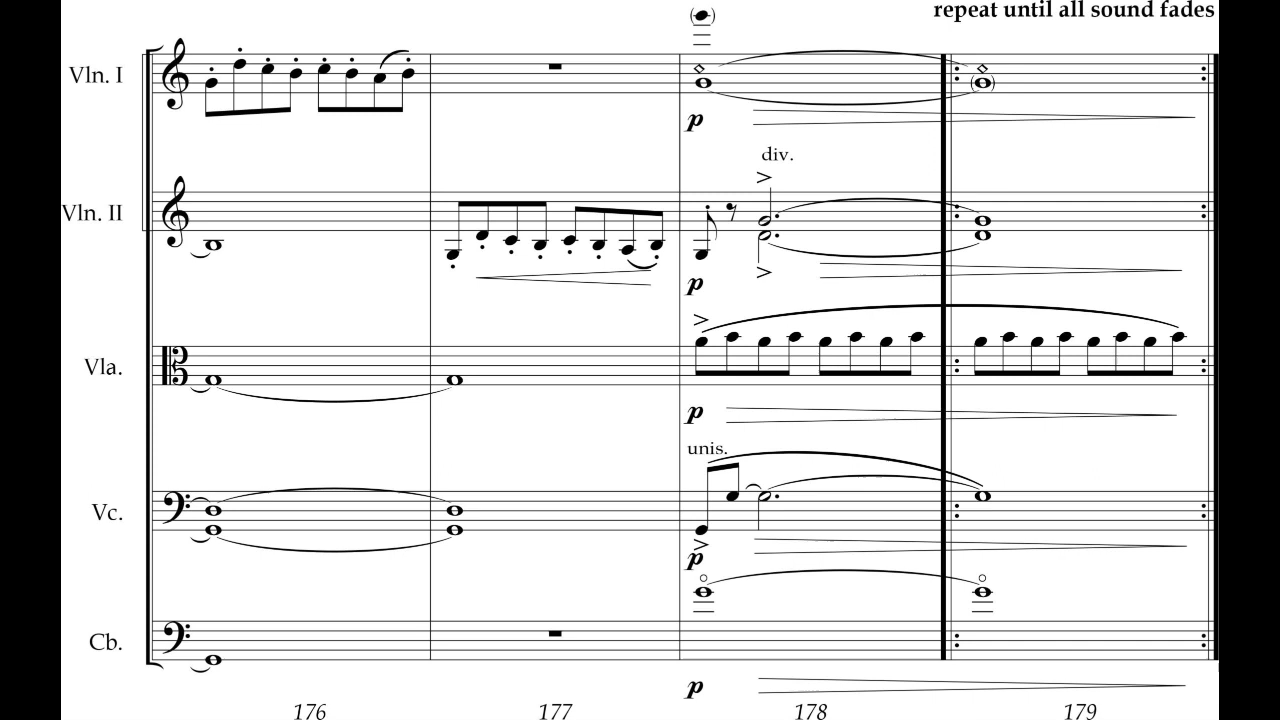 repeat until all sound fades
Vln. I
p
div.
Vln. II
p
Vla.
p
unis.
Vc.
p
Cb.
p
176 177 178 179